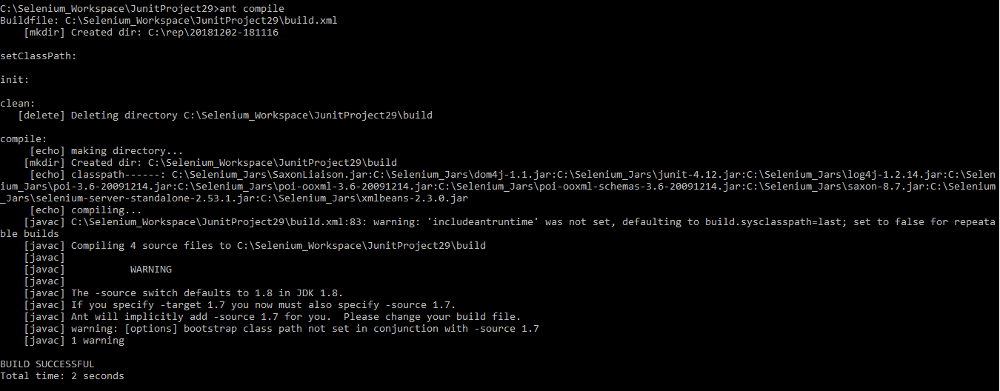 C:\Selenium_Workspace\JunitProject29>ant compile
Buildfile: C:\Selenium_Workspace\JunitProject29\build.xml
[mkdir] Created dir: C:\rep\20181202-181116
setClassPath:
init:
clean:
[delete] Deleting directory C:\Selenium_Workspace\JunitProject29\build
compile:
[echo] making directory...
[mkdir] Created dir: C:\Selenium_Workspace\JunitProject29\build
[echo] classpath------: C:\Selenium_Jars\SaxonLiaison.jar:C:\Selenium_Jars\dom4j-1.1.jar:C:\Selenium_Jars\junit-4.12.jar:C:\Selenium_Jars\log4j-1.2.14.jar:C:\Selen
ium_Jars\poi-3.6-20091214.jar:C:\Selenium_Jars\poi-ooxml-3.6-20091214.jar:C:\Selenium_Jars\poi-ooxml-schemas-3.6-20091214.jar:C:\Selenium_Jars\saxon-8.7.jar:C:\Selenium
_Jars\selenium-server-standalone-2.53.1.jar:C:\Selenium_Jars\xmlbeans-2.3.0.jar
[echo] compiling...
[javac] C:\Selenium_Workspace\JunitProject29\build.xml:83: warning: 'includeantruntime' was not set, defaulting to build.sysclasspath=last; set to false for repeata
ble builds
[javac] Compiling 4 source files to C:\Selenium_Workspace\JunitProject29\build
[javac]
[javac] WARNING
[javac]
[javac] The -source switch defaults to 1.8 in JDK 1.8.
[javac] If you specify -target 1.7 you now must also specify -source 1.7.
[javac] Ant will implicitly add -source 1.7 for you. Please change your build file.
[javac] warning: [options] bootstrap class path not set in conjunction with -source 1.7
[javac] 1 warning
BUILD SUCCESSFUL
Total time: 2 seconds